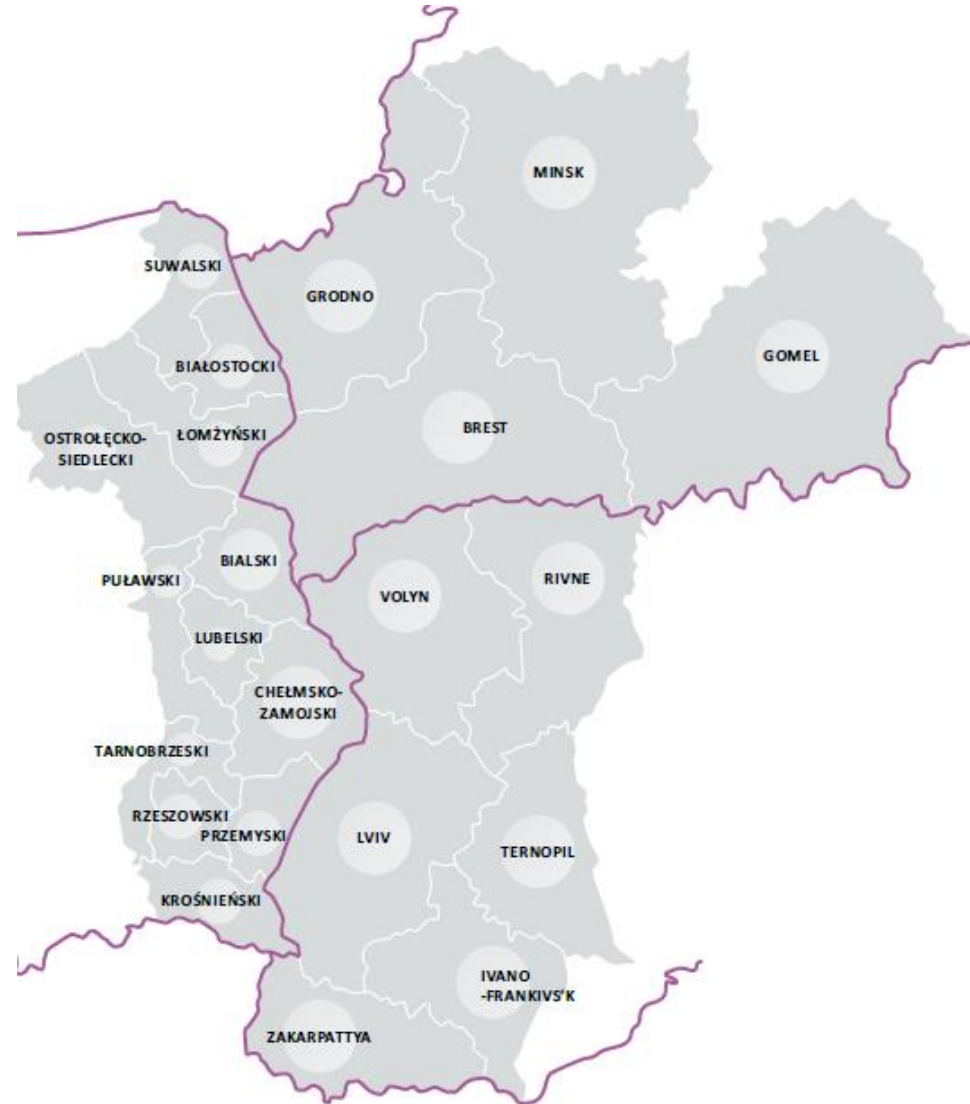 MINSK
SUWALSKI
GRODNO
GOMEL
BIAŁOSTOCKI
BREST
OSTROŁĘCKO-
SIEDLECKI
ŁOMŻYŃSKI
BIALSKI
PUŁAWSKI
VOLYN
RIVNE
LUBELSKI
CHEŁMSKO-
ZAMOJSKI
TARNOBRZESKI
RZESZOWSKI
PRZEMYSKI
LVIV
TERNOPIL
KROŚNIEŃSKI
IVANO
-FRANKIVS'K
ZAKARPATTYA